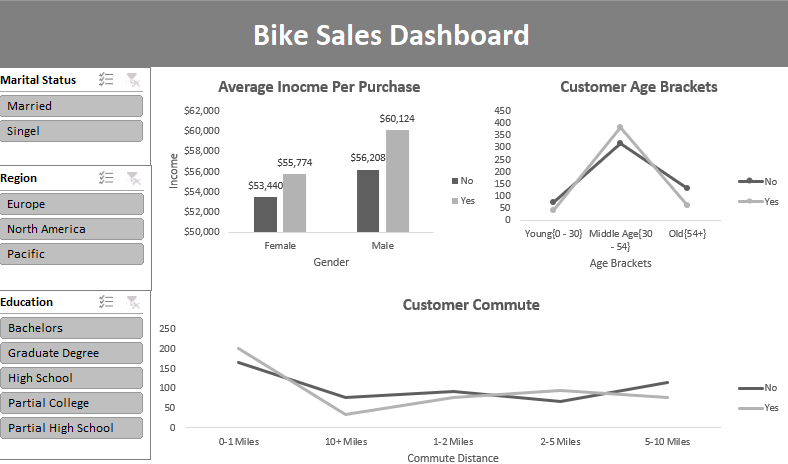 Bike Sales Dashboard
Marital Status
Married
Singel
Region
Europe
North America
Pacific
Education
Bachelors
Graduate Degree
High School
Partial College
Partial High School
Average Inocme Per Purchase
$62,000
$60,000
$58,000
$56,000
$54,000
$52,000
$50,000
Income
$53,440
$55,774
$56,208
$60,124
Female
Male
Gender
No
Yes
Customer Age Brackets
450
400
350
300
250
200
150
100
50
0
Young{0 - 30}
Middle Age{30
- 54}
Old{54+}
Age Brackets
No
Yes
Customer Commute
250
200
150
100
50
0
0-1 Miles
10+ Miles
1-2 Miles
2-5 Miles
5-10 Miles
Commute Distance
No
Yes